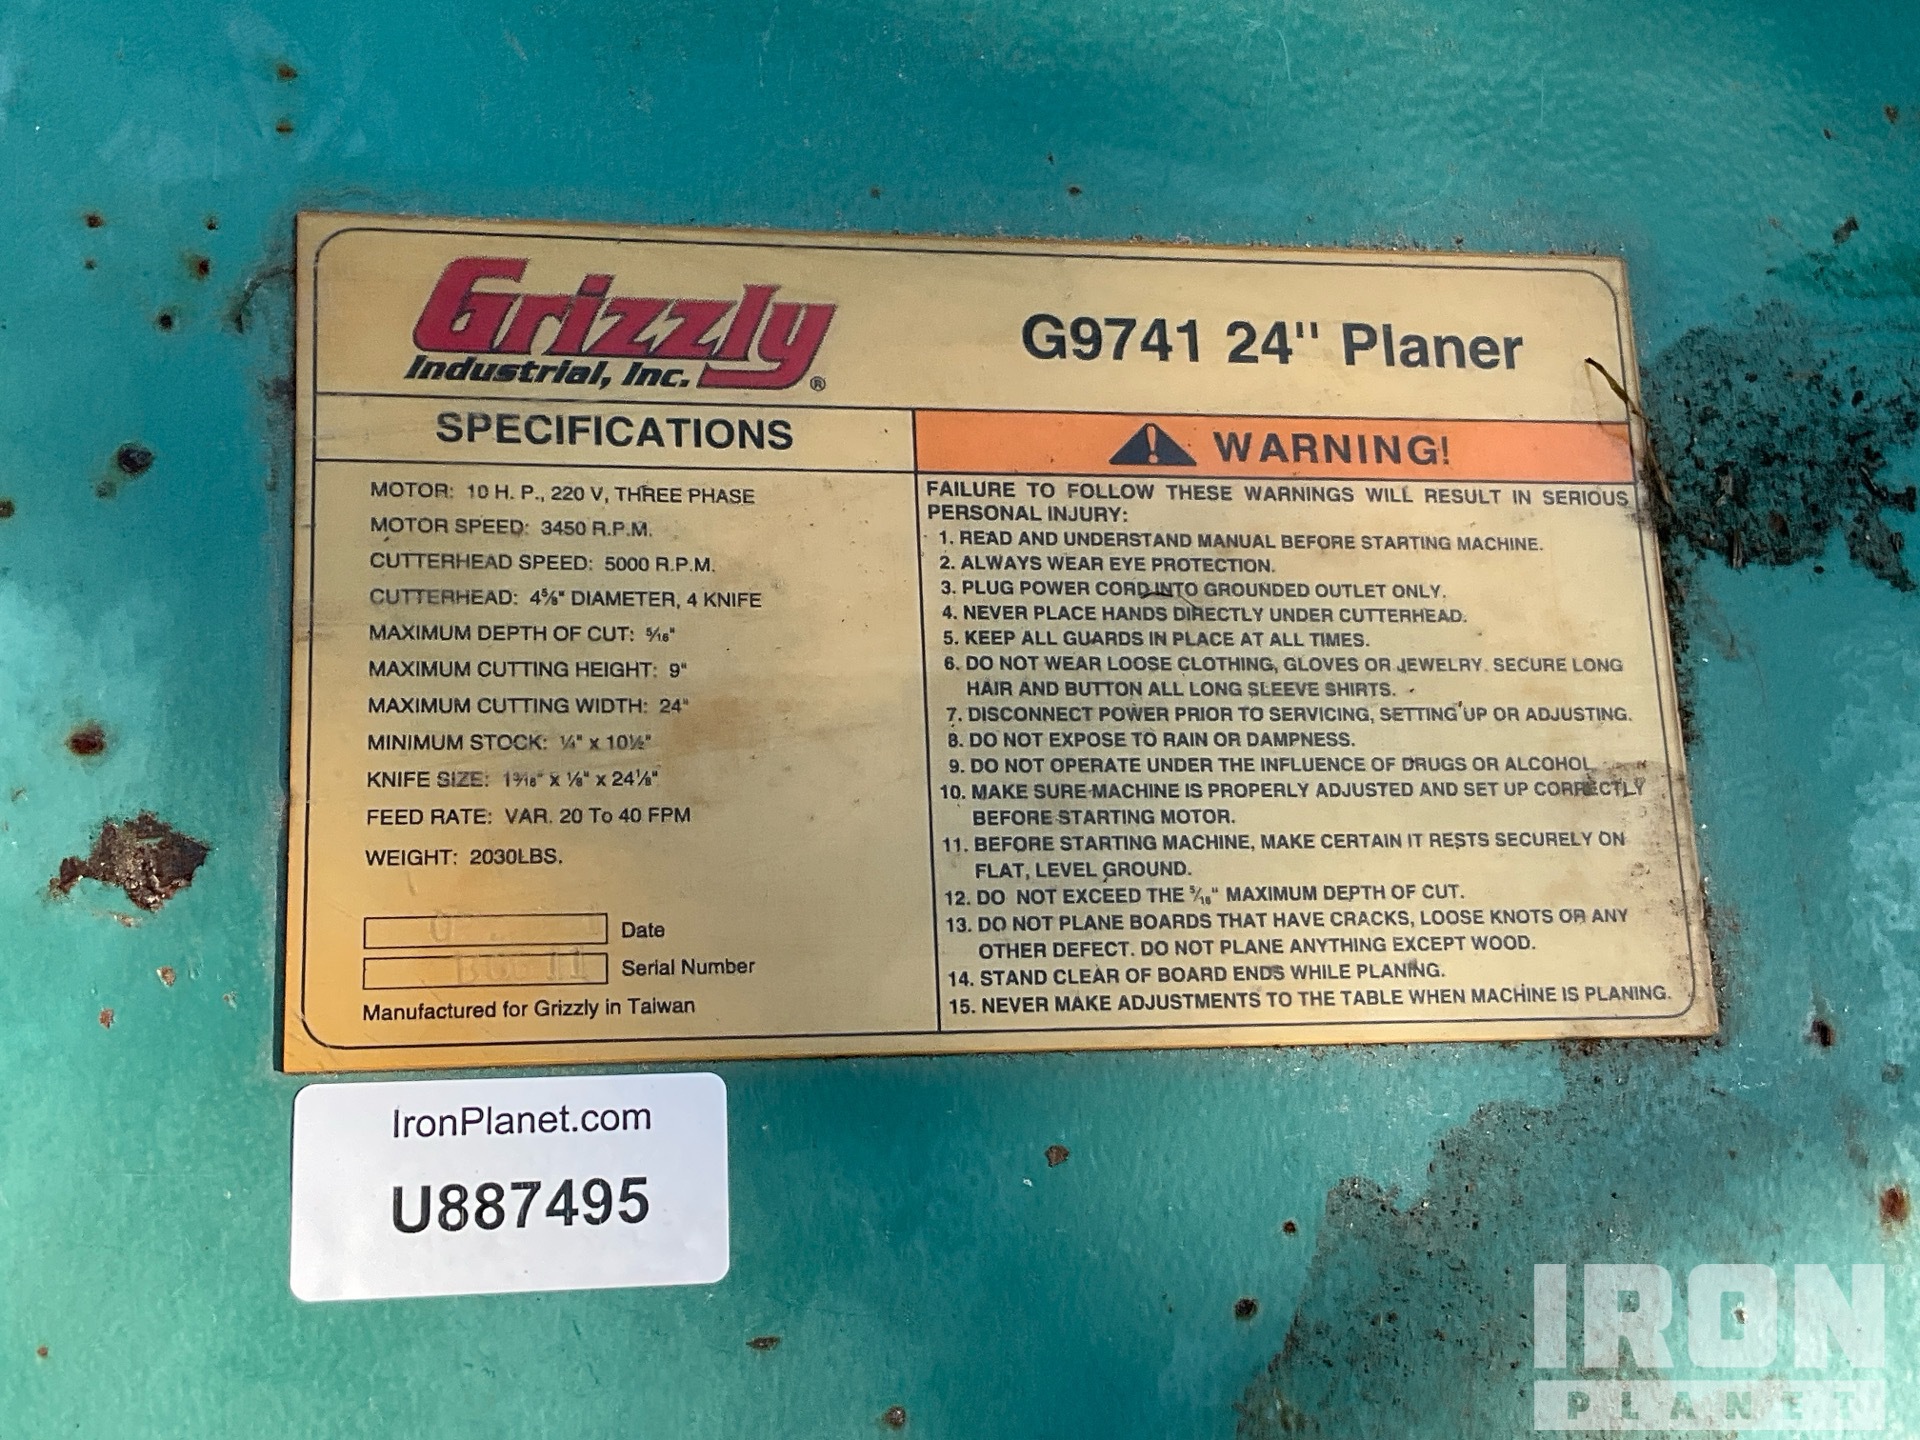 Grizzly
Industrial, Inc. ®
G9741 24" Planer
SPECIFICATIONS
MOTOR: 10 H. P., 220 V, THREE PHASE
MOTOR SPEED: 3450 R.P.M.
CUTTERHEAD SPEED: 5000 R.P.M.
CUTTERHEAD: 4⅝" DIAMETER, 4 KNIFE
MAXIMUM DEPTH OF CUT: 5/16"
MAXIMUM CUTTING HEIGHT: 9"
MAXIMUM CUTTING WIDTH: 24"
MINIMUM STOCK: ¼" x 10½"
KNIFE SIZE: x ⅛" x 24⅛"
FEED RATE: VAR. 20 To 40 FPM
WEIGHT: 2030LBS.
Date
Serial Number
Manufactured for Grizzly in Taiwan
WARNING!
FAILURE TO FOLLOW THESE WARNINGS WILL RESULT IN SERIOUS
PERSONAL INJURY:
1. READ AND UNDERSTAND MANUAL BEFORE STARTING MACHINE.
2. ALWAYS WEAR EYE PROTECTION.
3. PLUG POWER CORD INTO GROUNDED OUTLET ONLY.
4. NEVER PLACE HANDS DIRECTLY UNDER CUTTERHEAD.
5. KEEP ALL GUARDS IN PLACE AT ALL TIMES.
6. DO NOT WEAR LOOSE CLOTHING, GLOVES OR JEWELRY. SECURE LONG
HAIR AND BUTTON ALL LONG SLEEVE SHIRTS.
7. DISCONNECT POWER PRIOR TO SERVICING, SETTING UP OR ADJUSTING.
8. DO NOT EXPOSE TO RAIN OR DAMPNESS.
9. DO NOT OPERATE UNDER THE INFLUENCE OF DRUGS OR ALCOHOL
10. MAKE SURE MACHINE IS PROPERLY ADJUSTED AND SET UP CORRECTLY
BEFORE STARTING MOTOR.
11. BEFORE STARTING MACHINE, MAKE CERTAIN IT RESTS SECURELY ON
FLAT, LEVEL GROUND.
12. DO NOT EXCEED THE 5/16" MAXIMUM DEPTH OF CUT.
13. DO NOT PLANE BOARDS THAT HAVE CRACKS, LOOSE KNOTS OR ANY
OTHER DEFECT. DO NOT PLANE ANYTHING EXCEPT WOOD.
14. STAND CLEAR OF BOARD ENDS WHILE PLANING.
15. NEVER MAKE ADJUSTMENTS TO THE TABLE WHEN MACHINE IS PLANING.
IronPlanet.com
U887495
IRON ®
PLANET